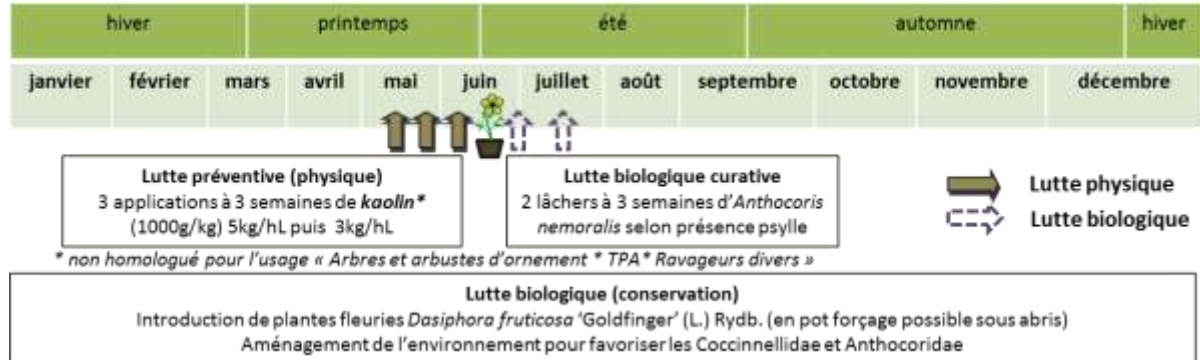 hiver printemps été automne hiver
janvier février mars avril mai juin juillet août septembre octobre novembre décembre
Lutte préventive (physique)
3 applications à 3 semaines de kaolin*
(1000g/kg) 5kg/hL puis 3kg/hL
Lutte biologique curative
2 lâchers à 3 semaines d'Anthocoris
nemoralis selon présence psylle
Lutte physique
Lutte biologique
* non homologué pour l'usage « Arbres et arbustes d'ornement * TPA* Ravageurs divers »
Lutte biologique (conservation)
Introduction de plantes fleuries Dasiphora fruticosa 'Goldfinger' (L.) Rydb. (en pot forçage possible sous abris)
Aménagement de l'environnement pour favoriser les Coccinnellidae et Anthocoridae